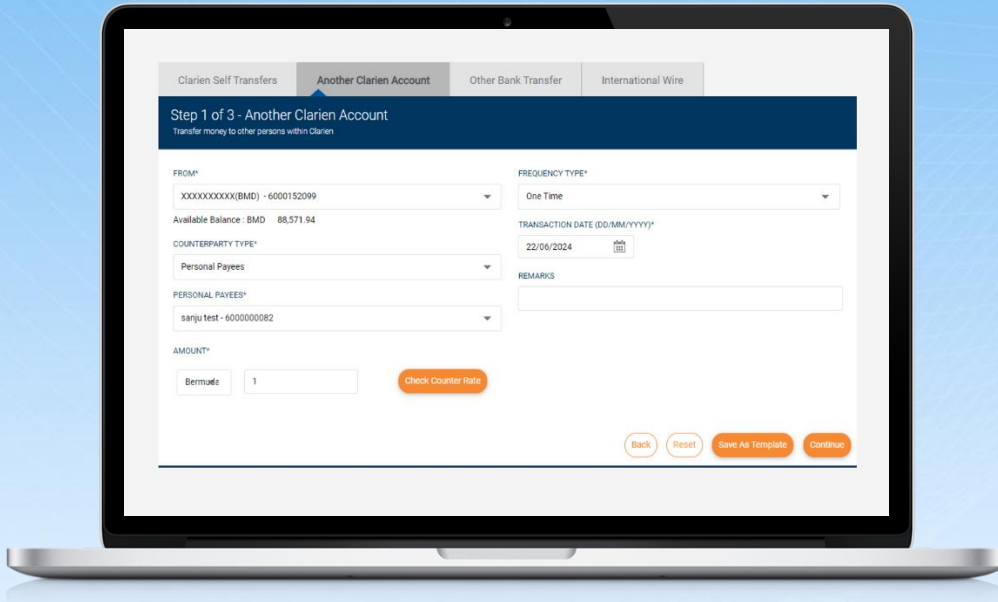 Clarien Self Transfers
Another Clarien Account
Other Bank Transfer
International Wire
Step 1 of 3 - Another Clarien Account
Transfer money to other persons within Clarien
FROM*
XXXXXXXXXX(BMD) - 6000152099
Available Balance : BMD 88,571.94
COUNTERPARTY TYPE*
Personal Payees
PERSONAL PAYEES*
sanju test - 6000000082
AMOUNT*
Bermuda
1
Check Counter Rate
FREQUENCY TYPE*
One Time
TRANSACTION DATE (DD/MM/YYYY)*
22/06/2024
REMARKS
Back
Reset
Save As Template
Continue